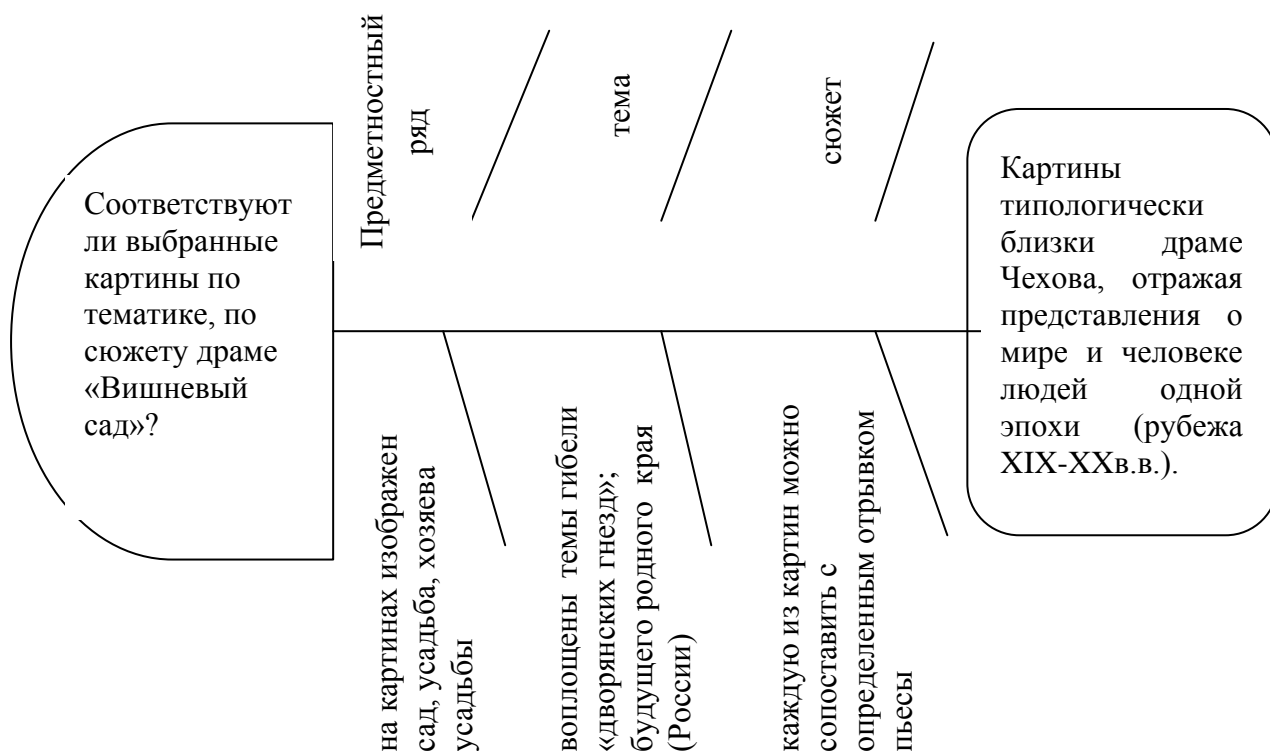 Соответствуют
ли выбранные
картины по
тематике, по
сюжету драме
«Вишневый
сад»?
Предметностный
ряд
тема
сюжет
на картинах изображен
сад, усадьба, хозяева
усадьбы
воплощены темы гибели
«дворянских гнезд»;
будущего родного края
(России)
каждую из картин можно
сопоставить с
определенным отрывком
пьесы
Картины
типологически
близки драме
Чехова, отражая
представления о
мире и человеке
людей одной
эпохи (рубежа
XIX-XXв.в.).